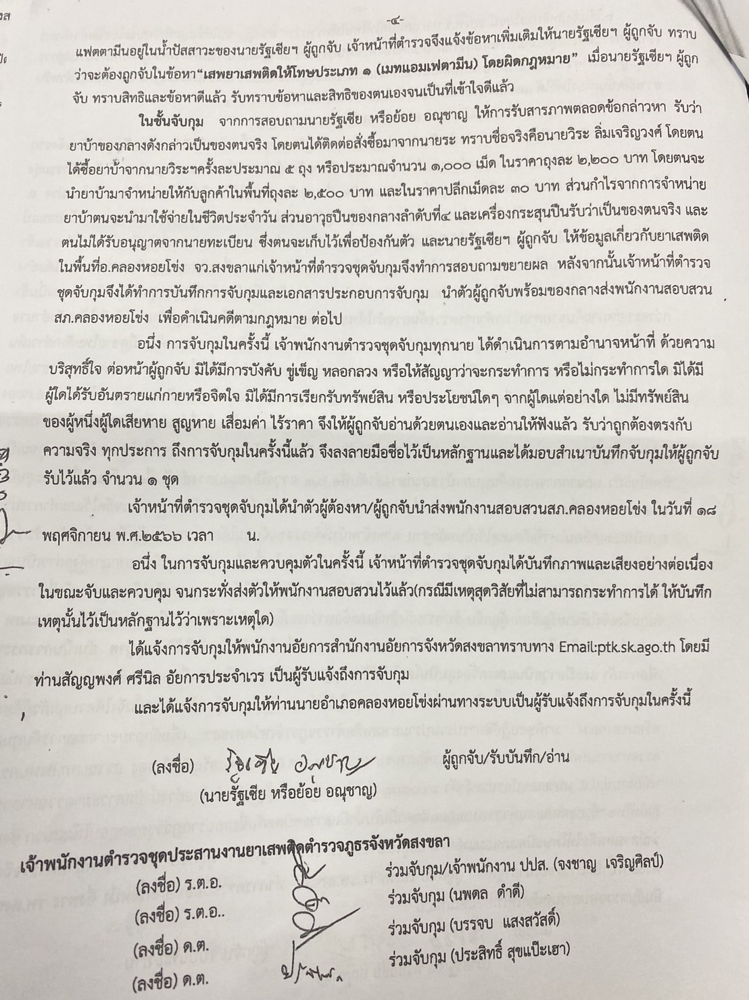 -๔-
แฟตตามีนอยู่ในน้ำปัสสาวะของนายรัฐเซียฯ ผู้ถูกจับ เจ้าหน้าที่ตำรวจจึงแจ้งข้อหาเพิ่มเติมให้นายรัฐเซียฯ ผู้ถูกจับ ทราบ
ว่าจะต้องถูกจับในข้อหา“เสพยาเสพติดให้โทษประเภท ๑ (เมทแอมเฟตามีน) โดยผิดกฎหมาย” เมื่อนายรัฐเซียฯ ผู้ถูก
จับ ทราบสิทธิและข้อหาดีแล้ว รับทราบข้อหาและสิทธิของตนเองจนเป็นที่เข้าใจดีแล้ว
ในชั้นจับกุม จากการสอบถามนายรัฐเซีย หรือย้อย อณุชาญ ให้การรับสารภาพตลอดข้อกล่าวหา รับว่า
ยาบ้าของกลางดังกล่าวเป็นของตนจริง โดยตนได้ติดต่อสั่งซื้อมาจากนายระ ทราบชื่อจริงคือนายวิระ ลิ่มเจริญวงศ์ โดยตน
ได้ซื้อยาบ้าจากนายวิระฯครั้งละประมาณ ๕ ถุง หรือประมาณจำนวน ๑,๐๐๐ เม็ด ในราคาถุงละ ๒,๒๐๐ บาท โดยตนจะ
นำยาบ้ามาจำหน่ายให้กับลูกค้าในพื้นที่ถุงละ ๒,๕๐๐ บาท และในราคาปลีกเม็ดละ ๓๐ บาท ส่วนกำไรจากการจำหน่าย
ยาบ้าตนจะนำมาใช้จ่ายในชีวิตประจำวัน ส่วนอาวุธปืนของกลางลำดับที่๔ และเครื่องกระสุนปืนรับว่าเป็นของตนจริง และ
ตนไม่ได้รับอนุญาตจากนายทะเบียน ซึ่งตนจะเก็บไว้เพื่อป้องกันตัว และนายรัฐเซียฯ ผู้ถูกจับ ให้ข้อมูลเกี่ยวกับยาเสพติด
ในพื้นที่อ.คลองหอยโข่ง จว.สงขลาแก่เจ้าหน้าที่ตำรวจชุดจับกุมจึงทำการสอบถามขยายผล หลังจากนั้นเจ้าหน้าที่ตำรวจ
ชุดจับกุมจึงได้ทำการบันทึกการจับกุมและเอกสารประกอบการจับกุม นำตัวผู้ถูกจับพร้อมของกลางส่งพนักงานสอบสวน
สภ.คลองหอยโข่ง เพื่อดำเนินคดีตามกฎหมาย ต่อไป
อนึ่ง การจับกุมในครั้งนี้ เจ้าพนักงานตำรวจชุดจับกุมทุกนาย ได้ดำเนินการตามอำนาจหน้าที่ ด้วยความ
บริสุทธิ์ใจ ต่อหน้าผู้ถูกจับ มิได้มีการบังคับ ขู่เข็ญ หลอกลวง หรือให้สัญญาว่าจะกระทำการ หรือไม่กระทำการใด มิได้มี
ผู้ใดได้รับอันตรายแก่กายหรือจิตใจ มิได้มีการเรียกรับทรัพย์สิน หรือประโยชน์ใดๆ จากผู้ใดแต่อย่างใด ไม่มีทรัพย์สิน
ของผู้หนึ่งผู้ใดเสียหาย สูญหาย เสื่อมค่า ไร้ราคา จึงให้ผู้ถูกจับอ่านด้วยตนเองและอ่านให้ฟังแล้ว รับว่าถูกต้องตรงกับ
ความจริง ทุกประการ ถึงการจับกุมในครั้งนี้แล้ว จึงลงลายมือชื่อไว้เป็นหลักฐานและได้มอบสำเนาบันทึกจับกุมให้ผู้ถูกจับ
รับไว้แล้ว จำนวน ๑ ชุด
เจ้าหน้าที่ตำรวจชุดจับกุมได้นำตัวผู้ต้องหา/ผู้ถูกจับนำส่งพนักงานสอบสวนสภ.คลองหอยโข่ง ในวันที่ ๑๘
พฤศจิกายน พ.ศ.๒๕๖๖ เวลา น.
อนึ่ง ในการจับกุมและควบคุมตัวในครั้งนี้ เจ้าหน้าที่ตำรวจชุดจับกุมได้บันทึกภาพและเสียงอย่างต่อเนื่อง
ในขณะจับและควบคุม จนกระทั่งส่งตัวให้พนักงานสอบสวนไว้แล้ว(กรณีมีเหตุสุดวิสัยที่ไม่สามารถกระทำการได้ ให้บันทึก
เหตุนั้นไว้เป็นหลักฐานไว้ว่าเพราะเหตุใด)
ได้แจ้งการจับกุมให้พนักงานอัยการสำนักงานอัยการจังหวัดสงขลาทราบทาง Email:ptk.sk.ago.th โดยมี
ท่านสัญญพงศ์ ศรีนิล อัยการประจำเวร เป็นผู้รับแจ้งถึงการจับกุม
และได้แจ้งการจับกุมให้ท่านนายอำเภอคลองหอยโข่งผ่านทางระบบเป็นผู้รับแจ้งถึงการจับกุมในครั้งนี้
(ลงชื่อ) รัฐเซีย อณุชาญ ผู้ถูกจับ/รับบันทึก/อ่าน
(นายรัฐเซีย หรือย้อย อณุชาญ)
เจ้าพนักงานตำรวจชุดประสานงานยาเสพติดตำรวจภูธรจังหวัดสงขลา
(ลงชื่อ) ร.ต.อ. ร่วมจับกุม/เจ้าพนักงาน ปปส. (จงชาญ เจริญศิลป์)
(ลงชื่อ) ร.ต.อ.. ร่วมจับกุม (นพดล ดำดี)
(ลงชื่อ) ด.ต. ร่วมจับกุม (บรรจบ แสงสวัสดิ์)
(ลงชื่อ) ด.ต. ร่วมจับกุม (ประสิทธิ์ สุขแป๊ะเฮา)